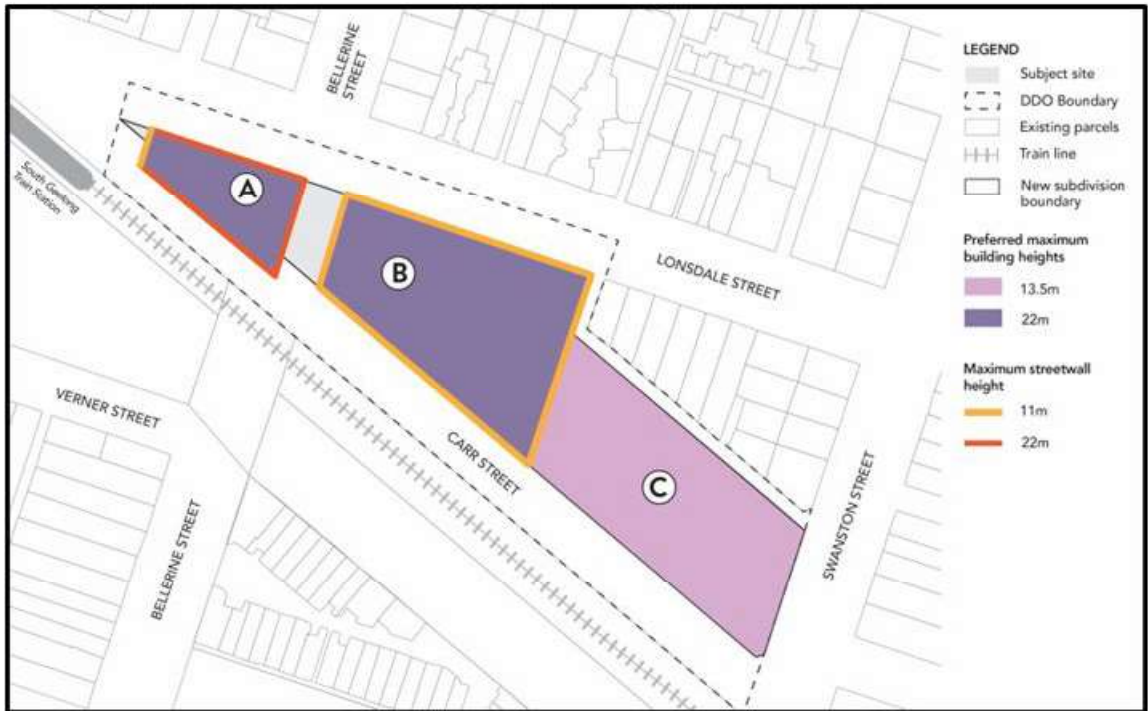 BELLERINE
STREET
South Geelong
Train Station
A
B
C
LONSDALE STREET
VERNER STREET
CARR STREET
BELLERINE STREET
SWANSTON STREET
LEGEND
Subject site
DDO Boundary
Existing parcels
Train line
New subdivision
boundary
Preferred maximum
building heights
13.5m
22m
Maximum streetwall
height
11m
22m